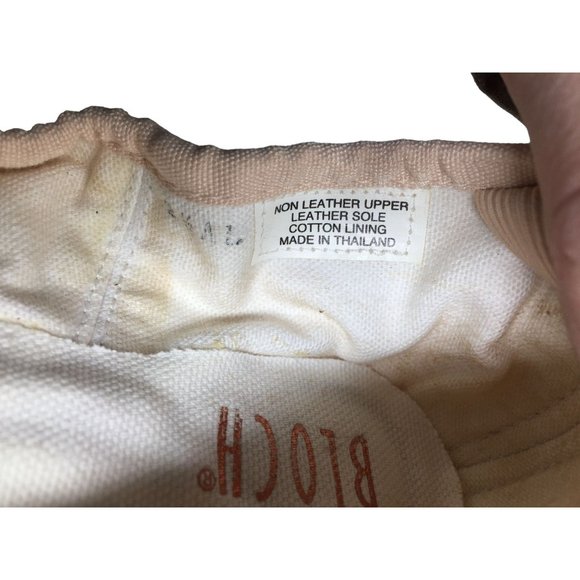 NON LEATHER UPPER
LEATHER SOLE
COTTON LINING
MADE IN THAILAND
BLOCH®